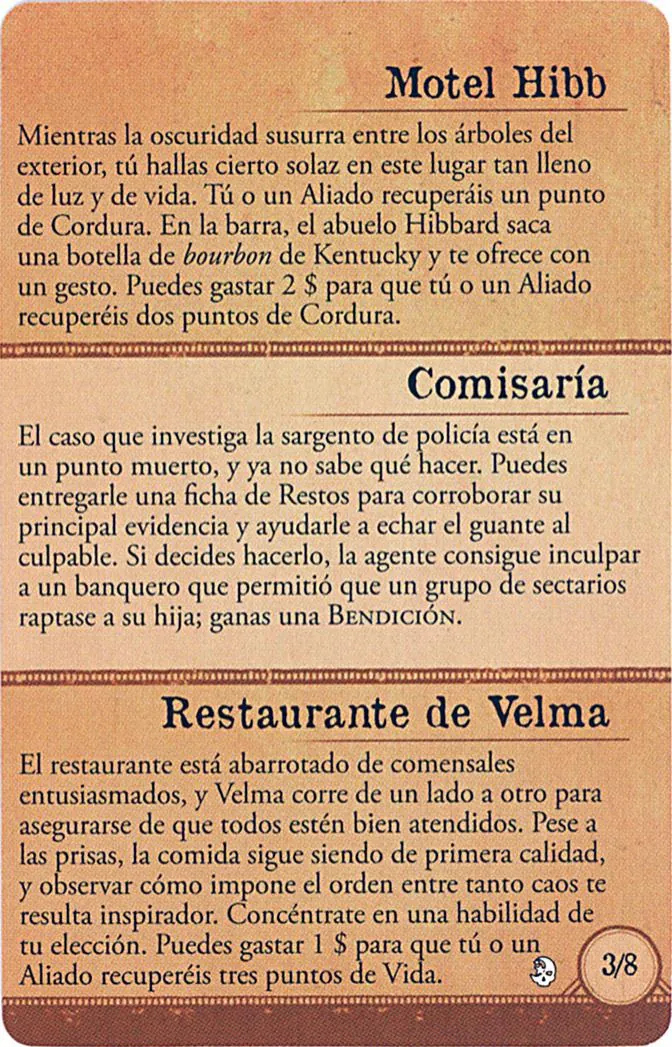 Motel Hibb
Mientras la oscuridad susurra entre los árboles del
exterior, tú hallas cierto solaz en este lugar tan lleno
de luz y de vida. Tú o un Aliado recuperáis un punto
de Cordura. En la barra, el abuelo Hibbard saca
una botella de bourbon de Kentucky y te ofrece con
un gesto. Puedes gastar 2 $ para que tú o un Aliado
recuperéis dos puntos de Cordura.
Comisaría
El caso que investiga la sargento de policía está en
un punto muerto, y ya no sabe qué hacer. Puedes
entregarle una ficha de Restos para corroborar su
principal evidencia y ayudarle a echar el guante al
culpable. Si decides hacerlo, la agente consigue inculpar
a un banquero que permitió que un grupo de sectarios
raptase a su hija; ganas una BENDICIÓN.
Restaurante de Velma
El restaurante está abarrotado de comensales
entusiasmados, y Velma corre de un lado a otro para
asegurarse de que todos estén bien atendidos. Pese a
las prisas, la comida sigue siendo de primera calidad,
y observar cómo impone el orden entre tanto caos te
resulta inspirador. Concéntrate en una habilidad de
tu elección. Puedes gastar 1 $ para que tú o un
Aliado recuperéis tres puntos de Vida.
3/8